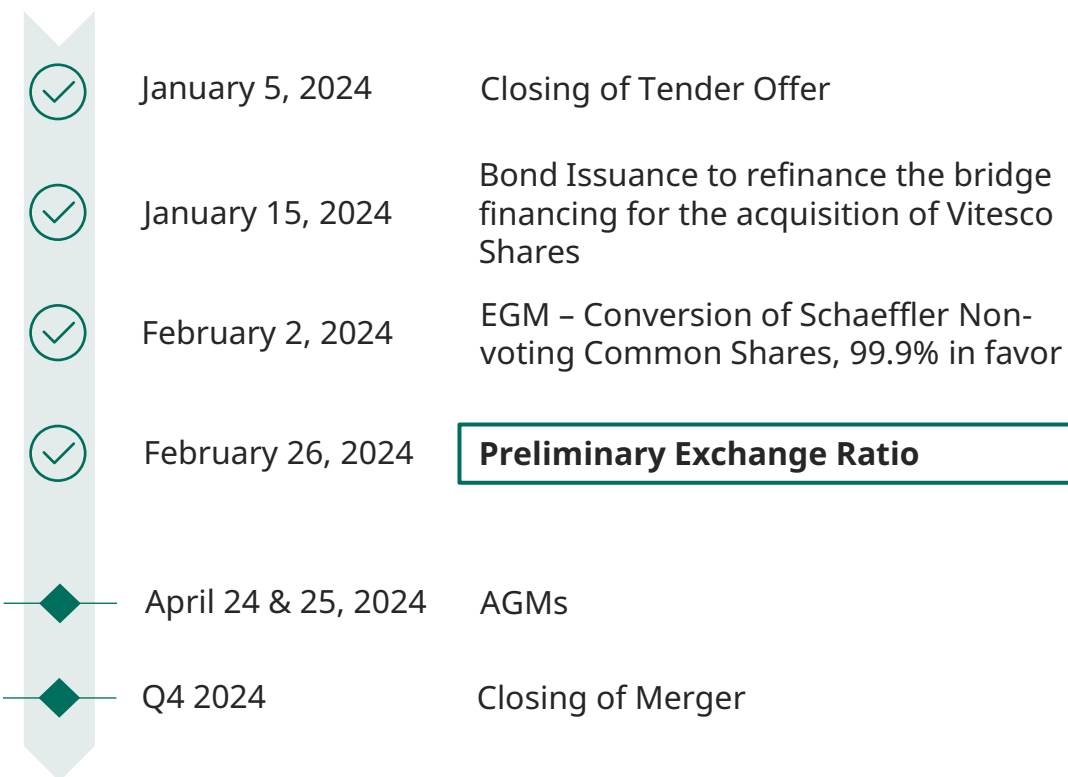 January 5, 2024 Closing of Tender Offer
January 15, 2024 Bond Issuance to refinance the bridge
financing for the acquisition of Vitesco
Shares
February 2, 2024 EGM – Conversion of Schaeffler Non-
voting Common Shares, 99.9% in favor
February 26, 2024 Preliminary Exchange Ratio
April 24 & 25, 2024 AGMs
Q4 2024 Closing of Merger